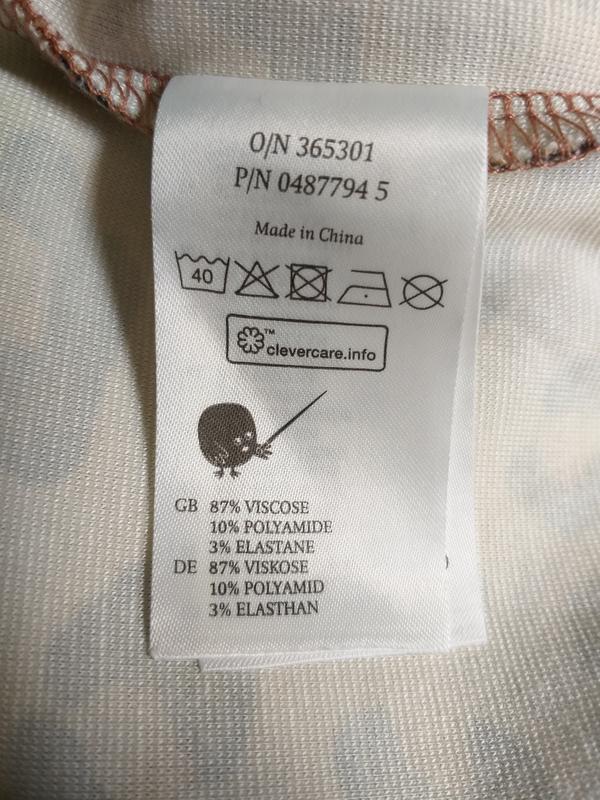 O/N 365301
P/N 0487794 5
Made in China
40
™
clevercare.info
GB 87% VISCOSE
10% POLYAMIDE
3% ELASTANE
DE 87% VISKOSE
10% POLYAMID
3% ELASTHAN